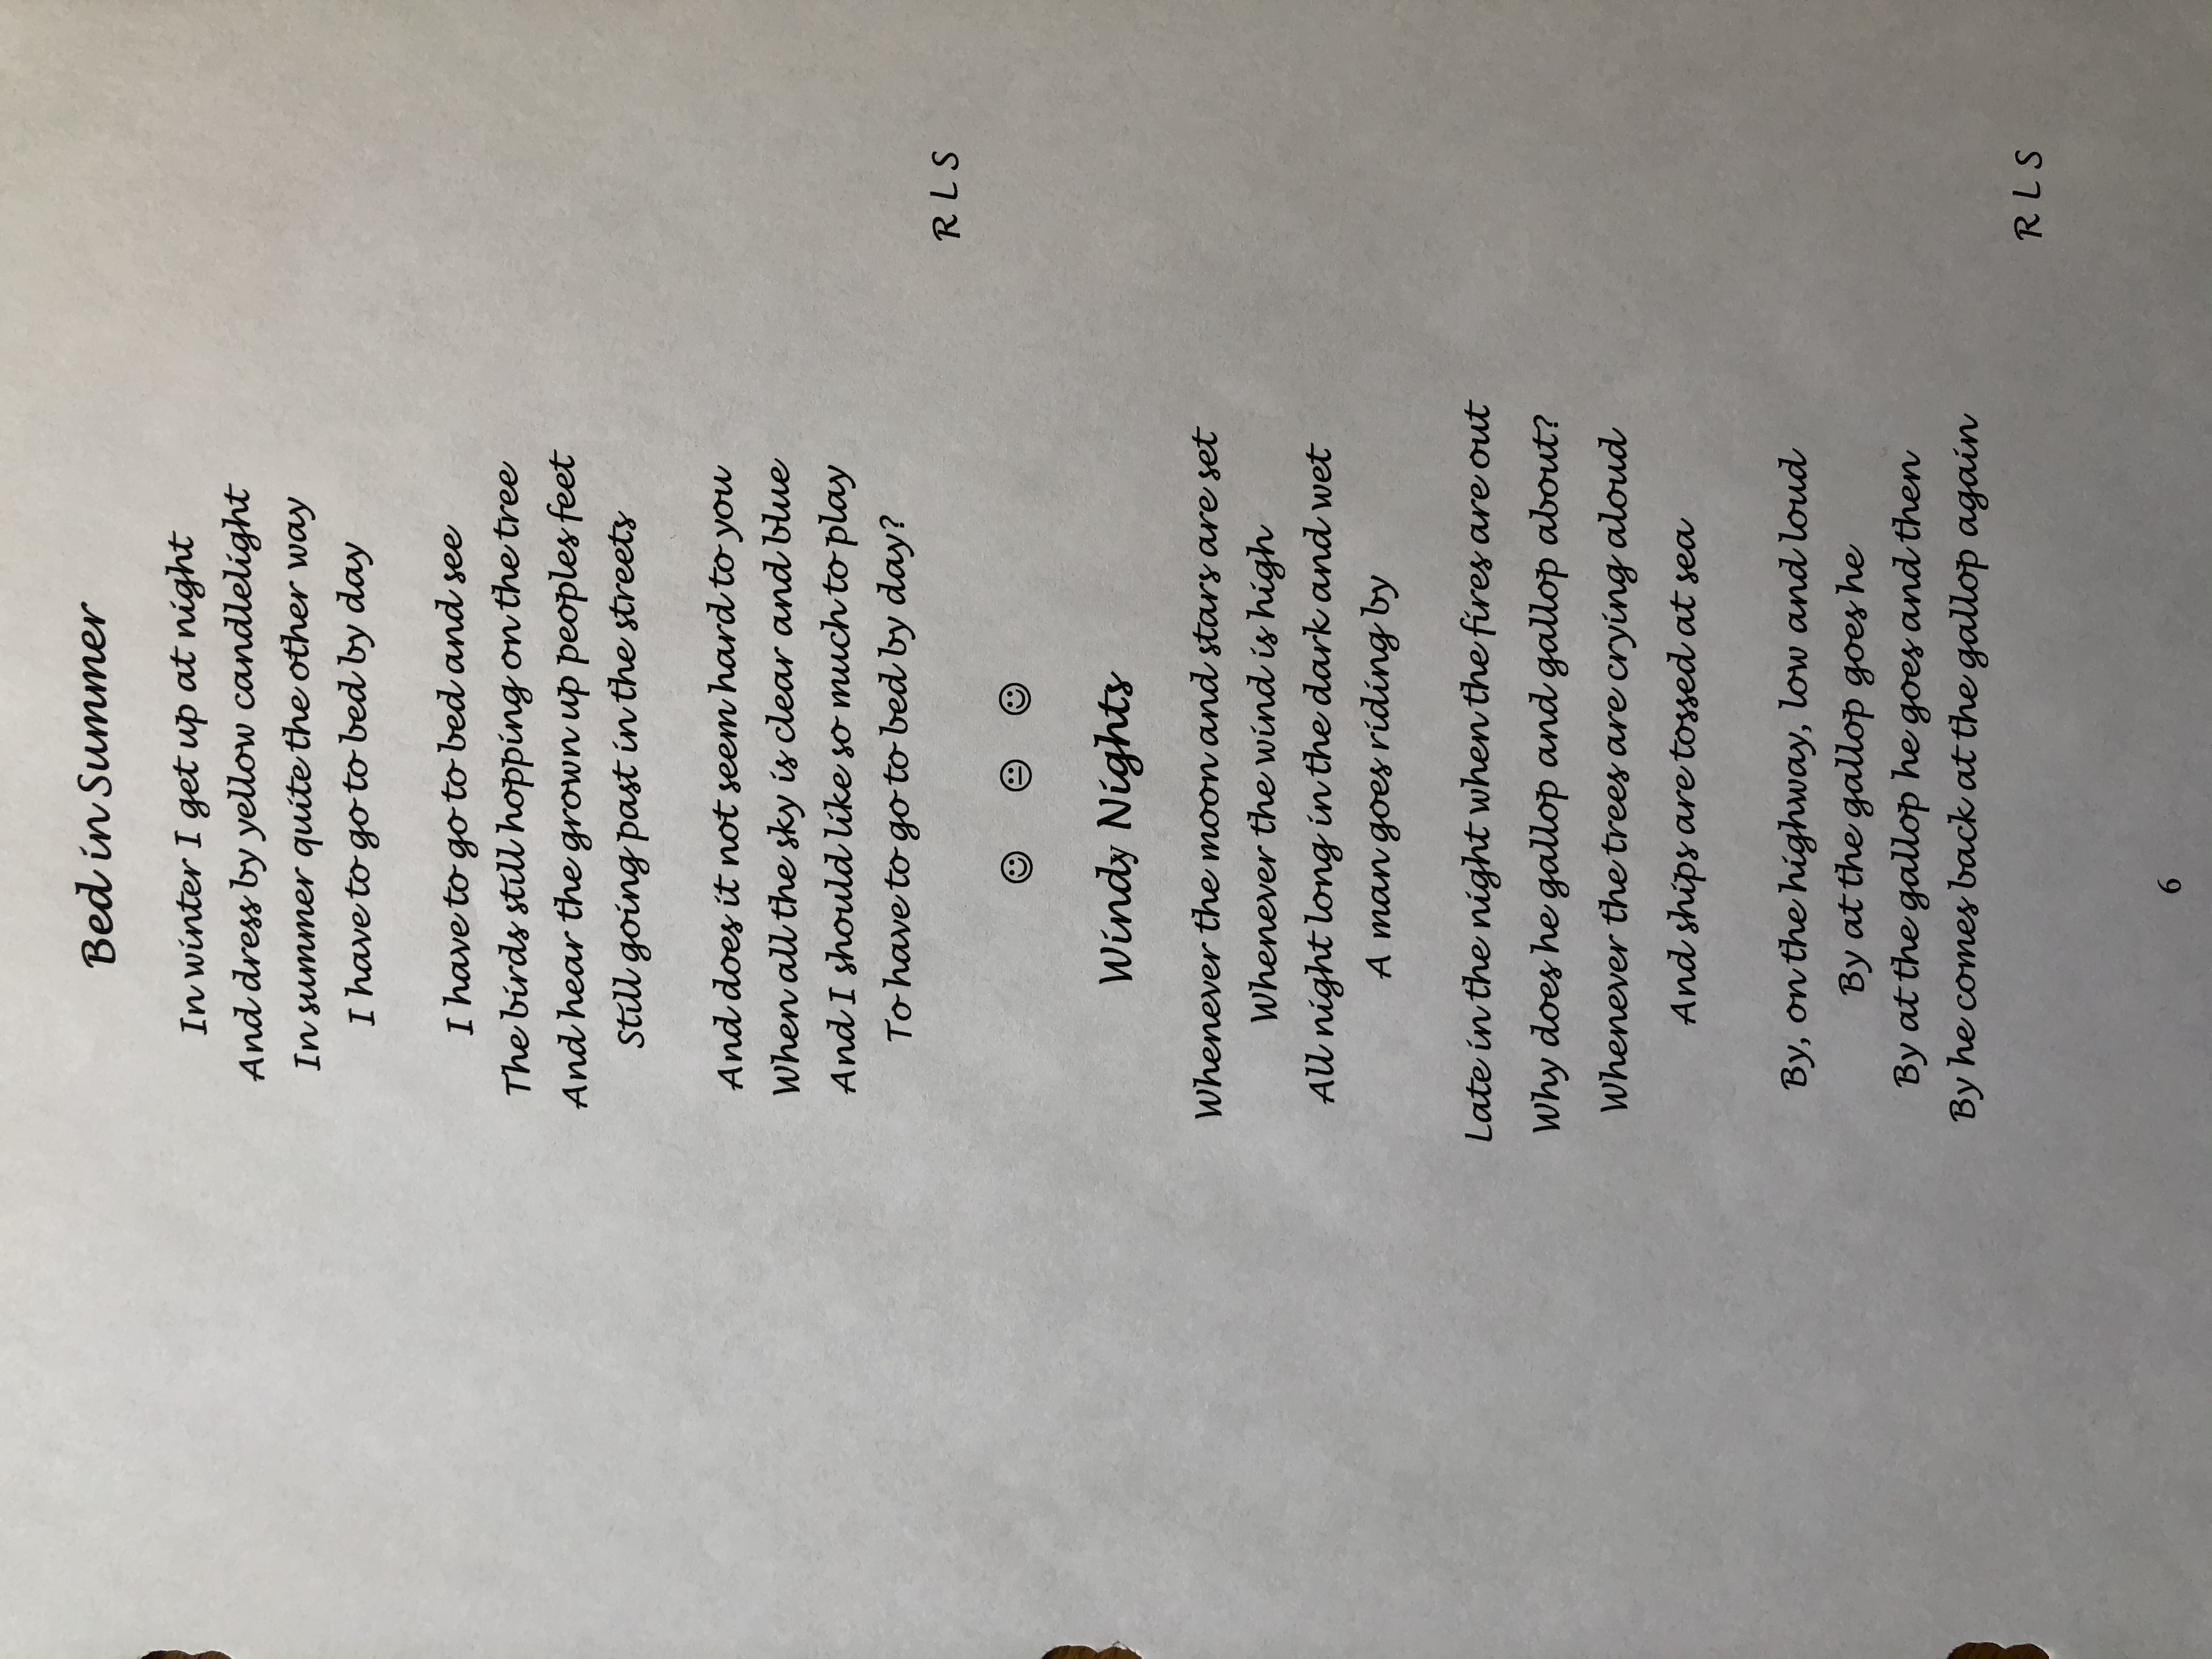 Bed in Summer
In winter I get up at night
And dress by yellow candlelight
In summer quite the other way
I have to go to bed by day
I have to go to bed and see
The birds still hopping on the tree
And hear the grown up peoples feet
Still going past in the streets
And does it not seem hard to you
When all the sky is clear and blue
And I should like so much to play
To have to go to bed by day?
R L S
☺ 😐 ☺
Windy Nights
Whenever the moon and stars are set
Whenever the wind is high
All night long in the dark and wet
A man goes riding by
Late in the night when the fires are out
Why does he gallop and gallop about?
Whenever the trees are crying aloud
And ships are tossed at sea
By, on the highway, low and loud
By at the gallop goes he
By at the gallop he goes and then
By he comes back at the gallop again
R L S
6